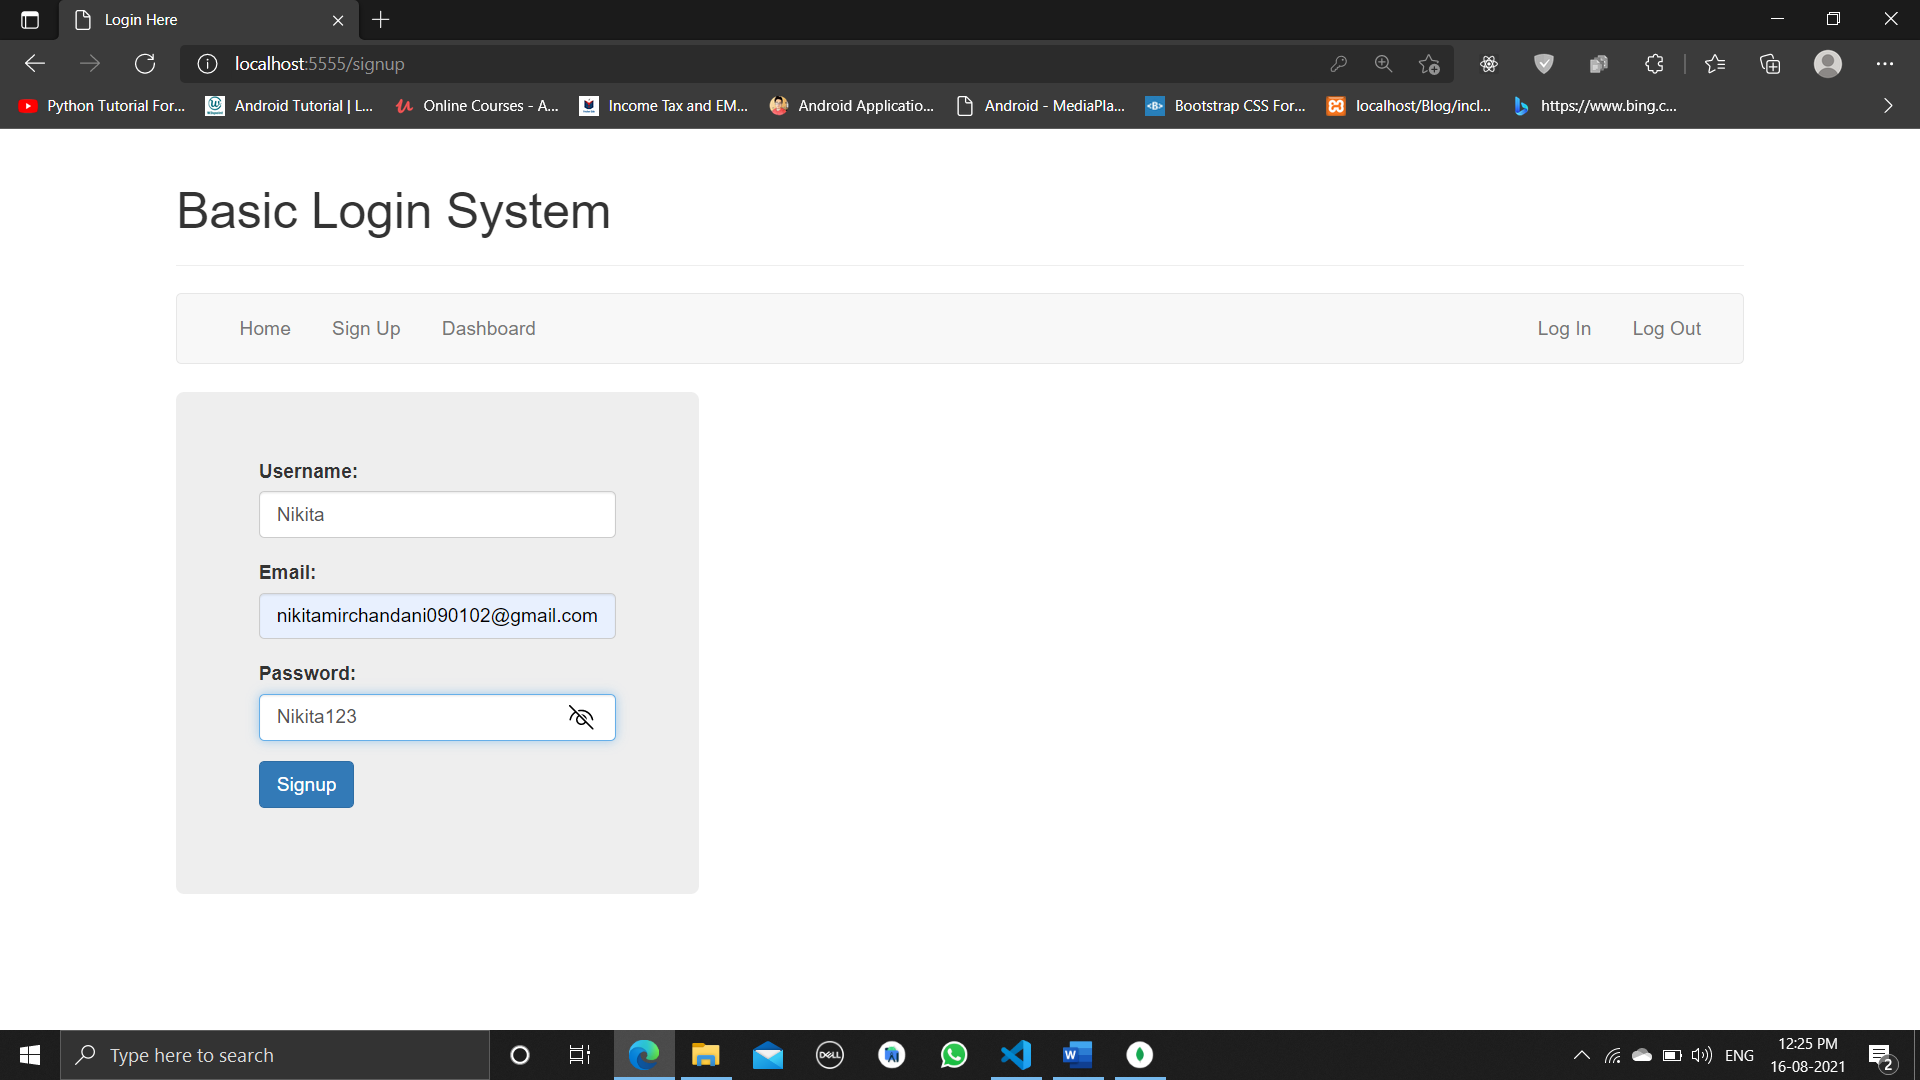 Login Here
localhost:5555/signup
Python Tutorial For...
Android Tutorial | L...
Online Courses - A...
Income Tax and EM...
Android Applicatio...
Android - MediaPla...
Bootstrap CSS For...
localhost/Blog/incl...
https://www.bing.c...
Basic Login System
Home Sign Up Dashboard Log In Log Out
Username:
Nikita
Email:
nikitamirchandani090102@gmail.com
Password:
Nikita123
Signup
Type here to search
DELL
ENG
12:25 PM
16-08-2021
2